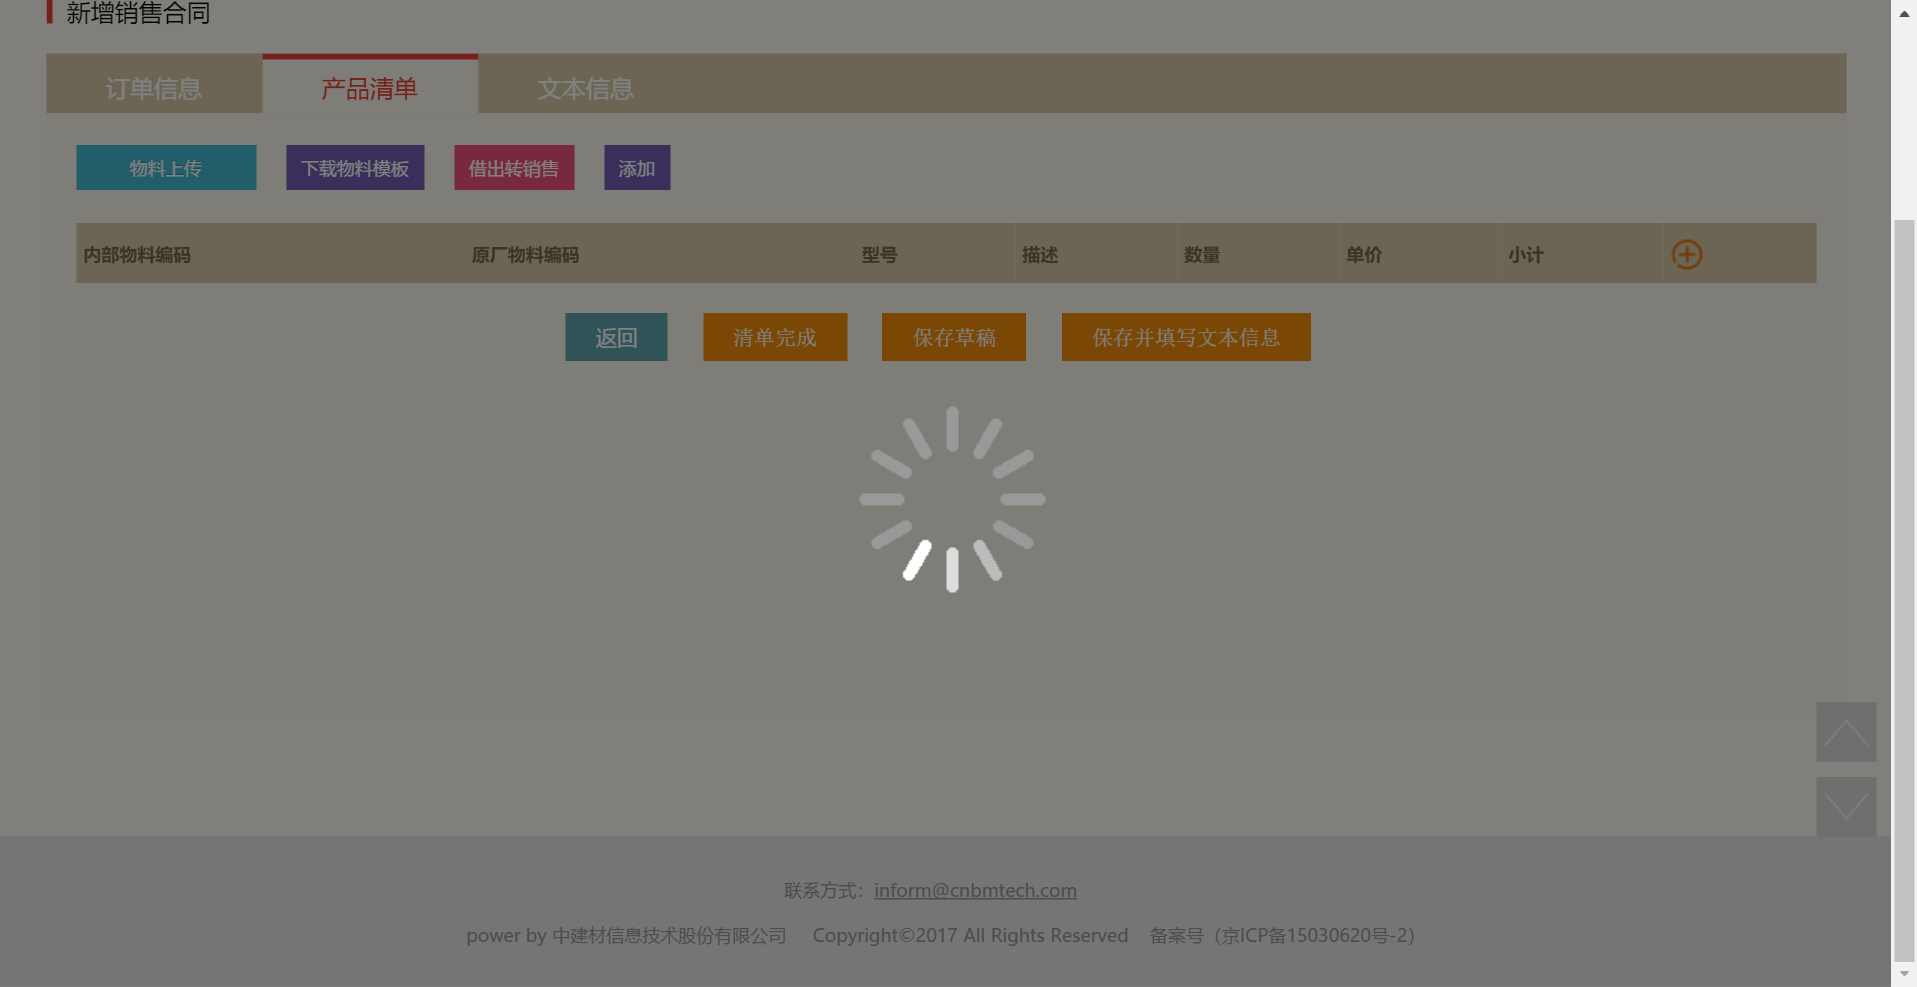 新增销售合同
订单信息 产品清单 文本信息
物料上传 下载物料模板 借出转销售 添加
内部物料编码 原厂物料编码 型号 描述 数量 单价 小计
返回 清单完成 保存草稿 保存并填写文本信息
联系方式：inform@cnbmtech.com
power by 中建材信息技术股份有限公司 Copyright©2017 All Rights Reserved 备案号（京ICP备15030620号-2）